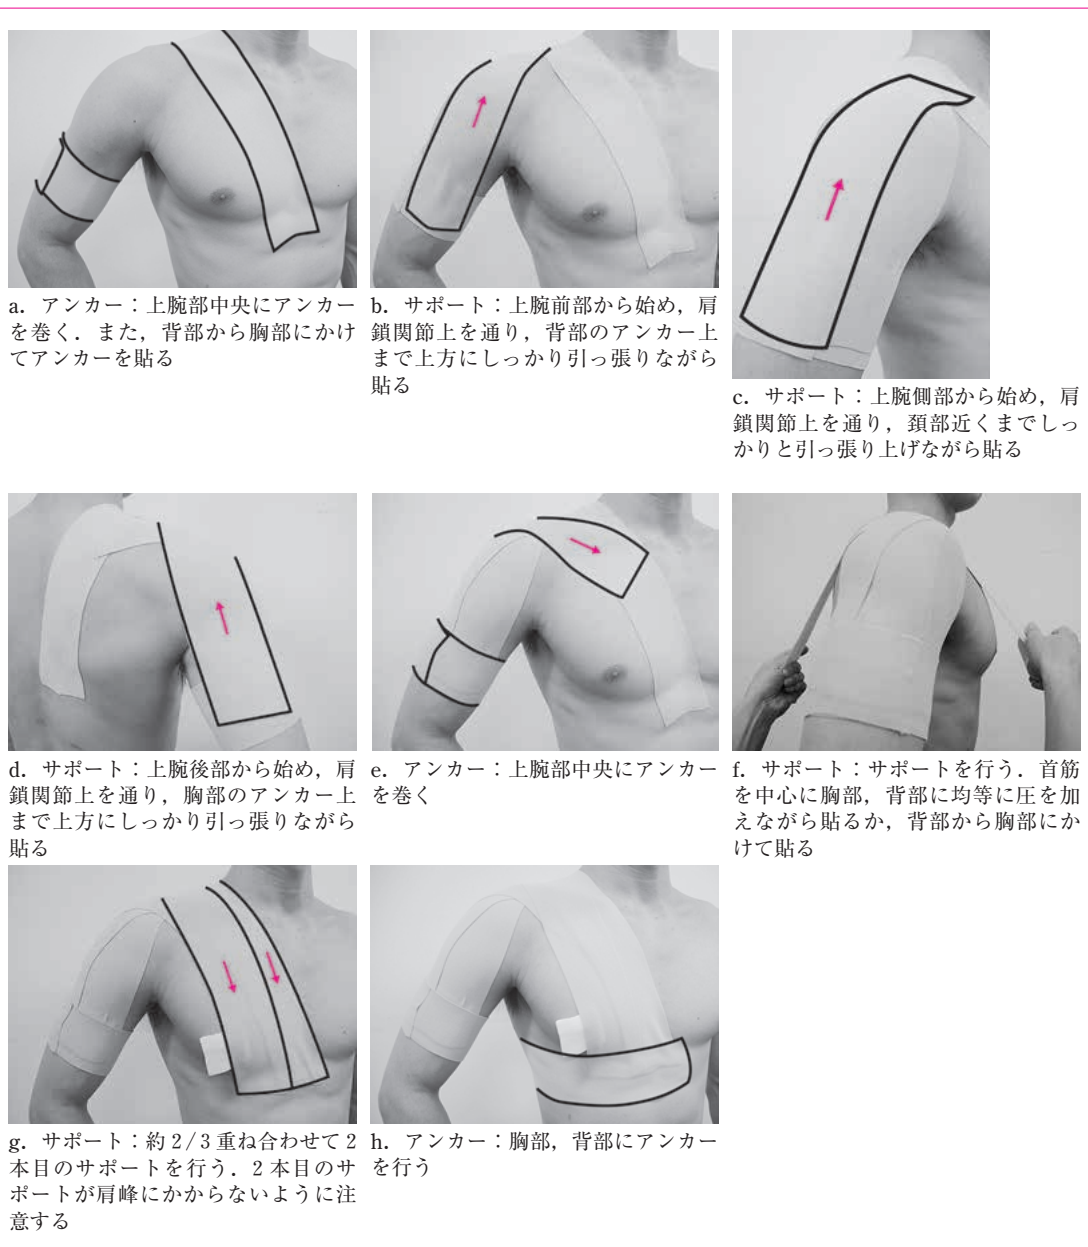 a．アンカー：上腕部中央にアンカー
を巻く．また，背部から胸部にかけ
てアンカーを貼る
b．サポート：上腕前部から始め，肩
鎖関節上を通り，背部のアンカー上
まで上方にしっかり引っ張りながら
貼る
c．サポート：上腕側部から始め，肩
鎖関節上を通り，頚部近くまでしっ
かりと引っ張り上げながら貼る
d．サポート：上腕後部から始め，肩
鎖関節上を通り，胸部のアンカー上
まで上方にしっかり引っ張りながら
貼る
e．アンカー：上腕部中央にアンカー
を巻く
f．サポート：サポートを行う．首筋
を中心に胸部，背部に均等に圧を加
えながら貼るか，背部から胸部にか
けて貼る
g．サポート：約2/3重ね合わせて2
本目のサポートを行う．2本目のサ
ポートが肩峰にかからないように注
意する
h．アンカー：胸部，背部にアンカー
を行う